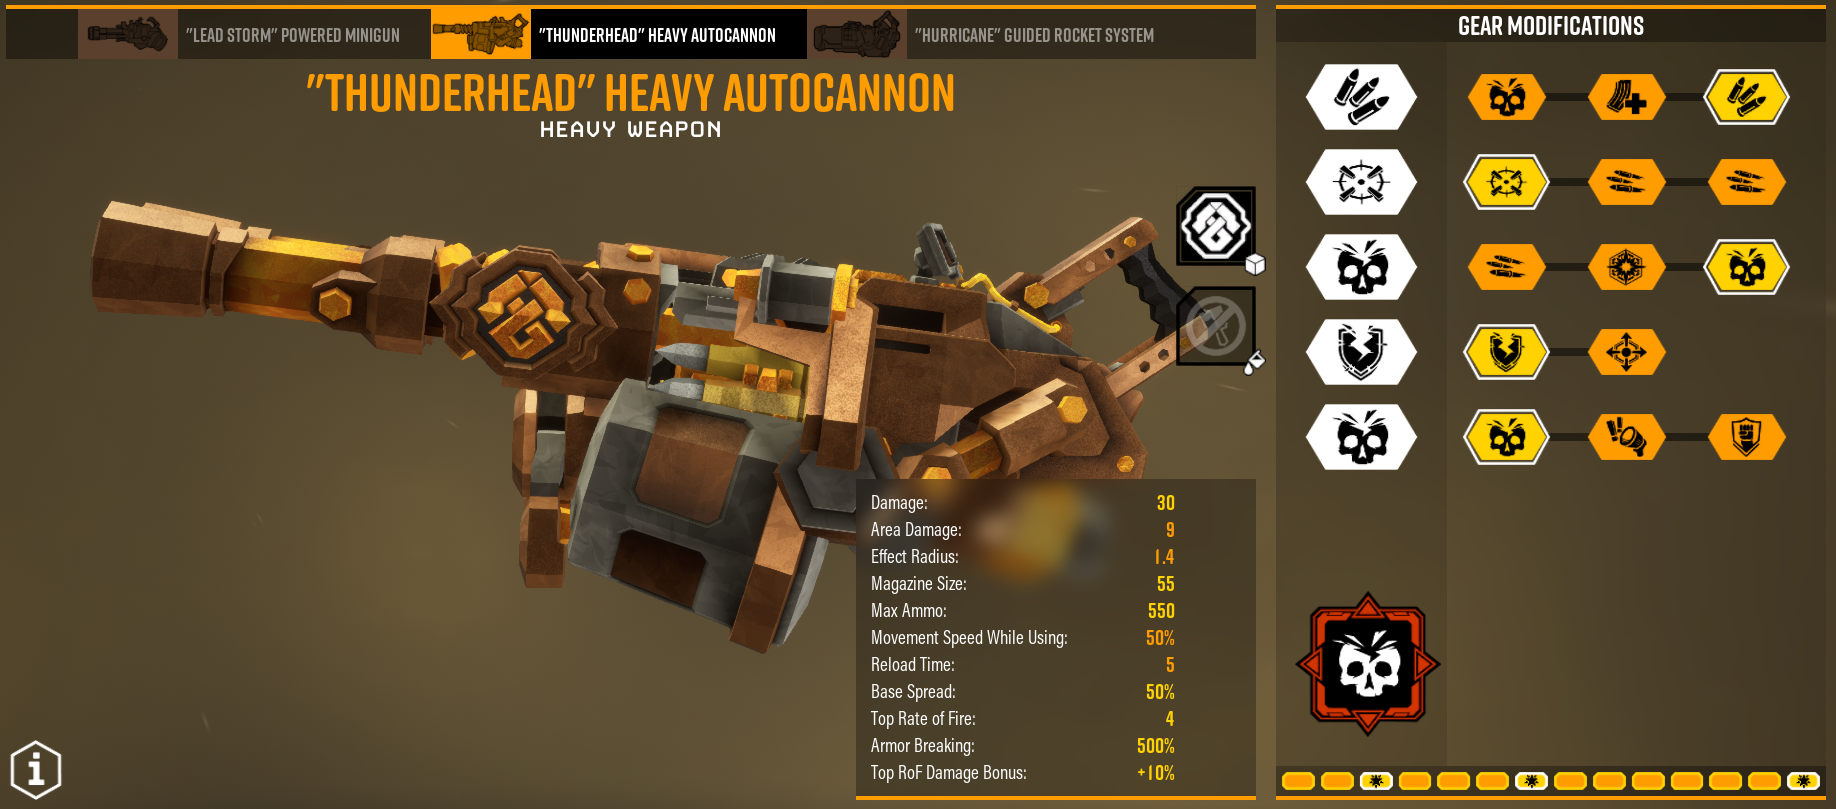 "LEAD STORM" POWERED MINIGUN
"THUNDERHEAD" HEAVY AUTOCANNON
"HURRICANE" GUIDED ROCKET SYSTEM
GEAR MODIFICATIONS
"THUNDERHEAD" HEAVY AUTOCANNON
HEAVY WEAPON
Damage: 30
Area Damage: 9
Effect Radius: 1.4
Magazine Size: 55
Max Ammo: 550
Movement Speed While Using: 50%
Reload Time: 5
Base Spread: 50%
Top Rate of Fire: 4
Armor Breaking: 500%
Top RoF Damage Bonus: +10%